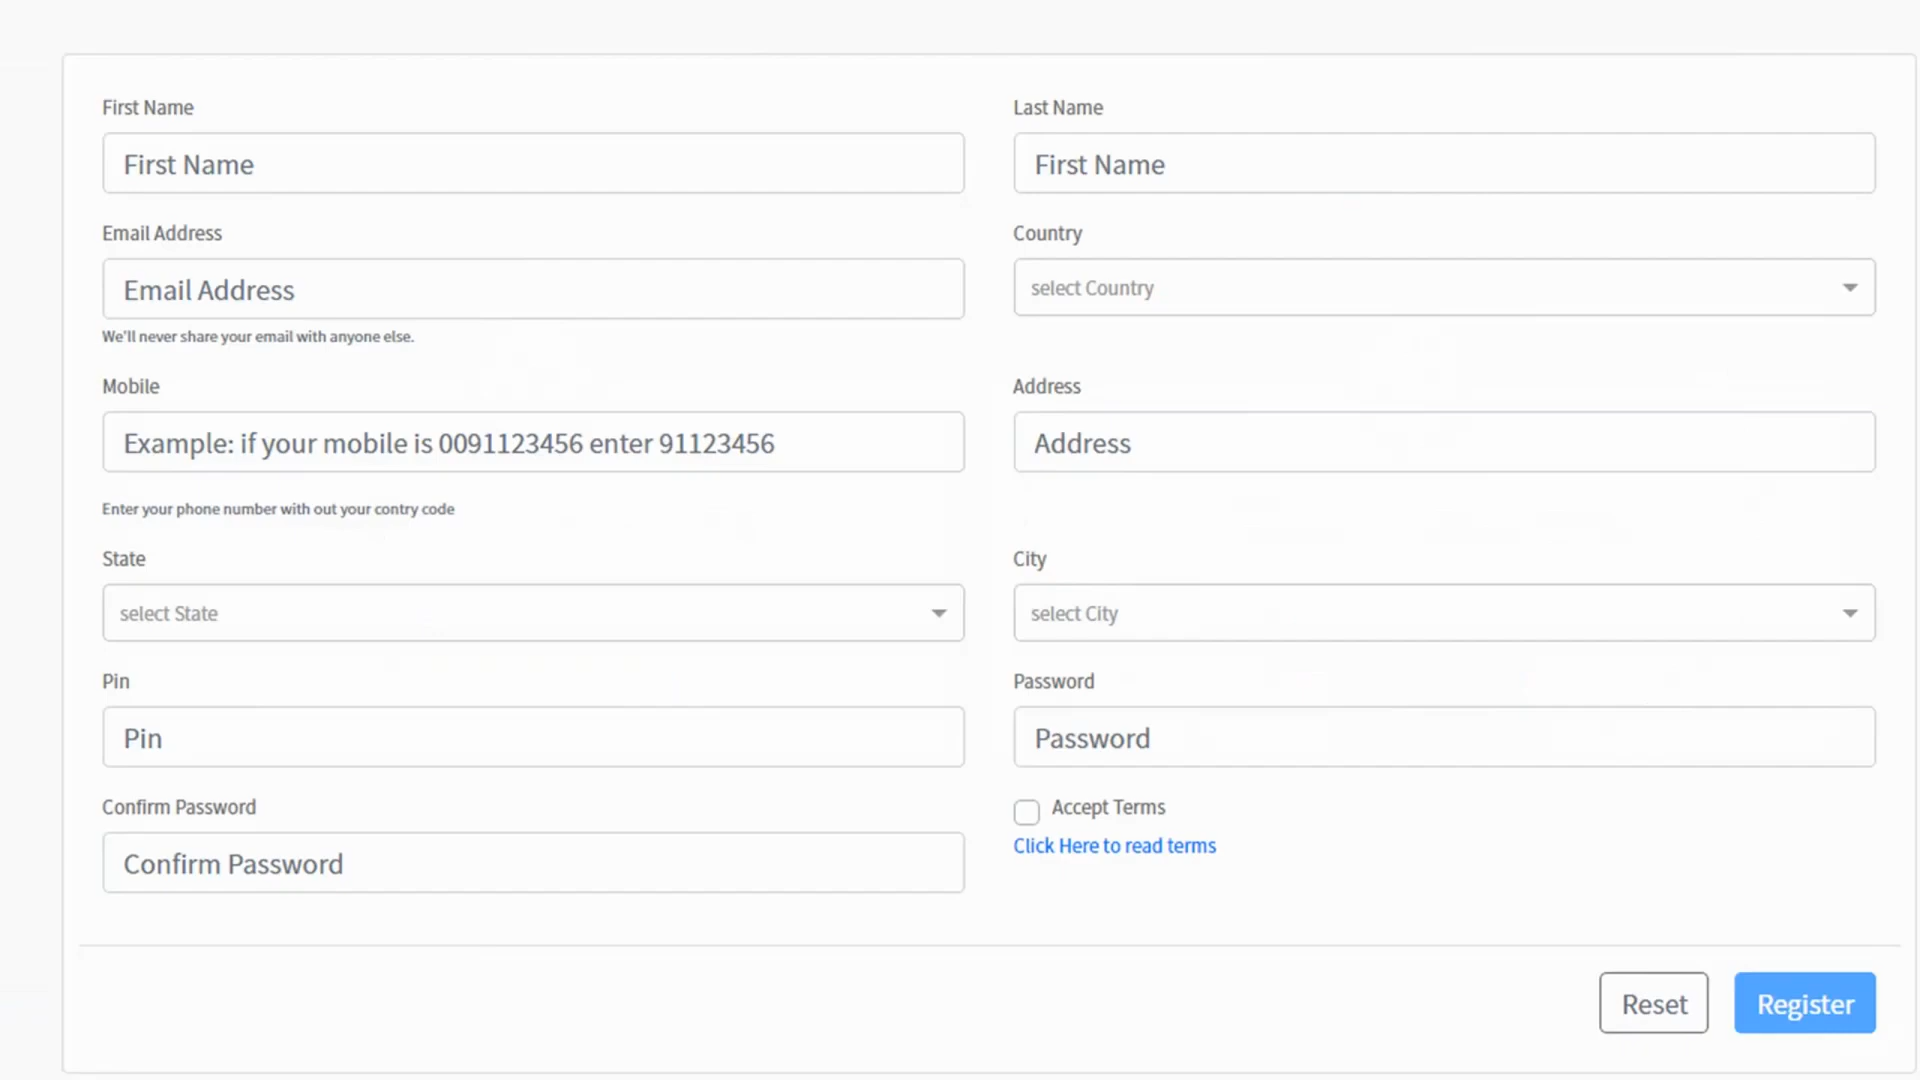 First Name
Last Name
First Name
First Name
Email Address
Country
Email Address
select Country
We'll never share your email with anyone else.
Mobile
Address
Example: if your mobile is 0091123456 enter 91123456
Address
Enter your phone number with out your contry code
State
City
select State
select City
Pin
Password
Pin
Password
Confirm Password
Accept Terms
Click Here to read terms
Confirm Password
Reset
Register